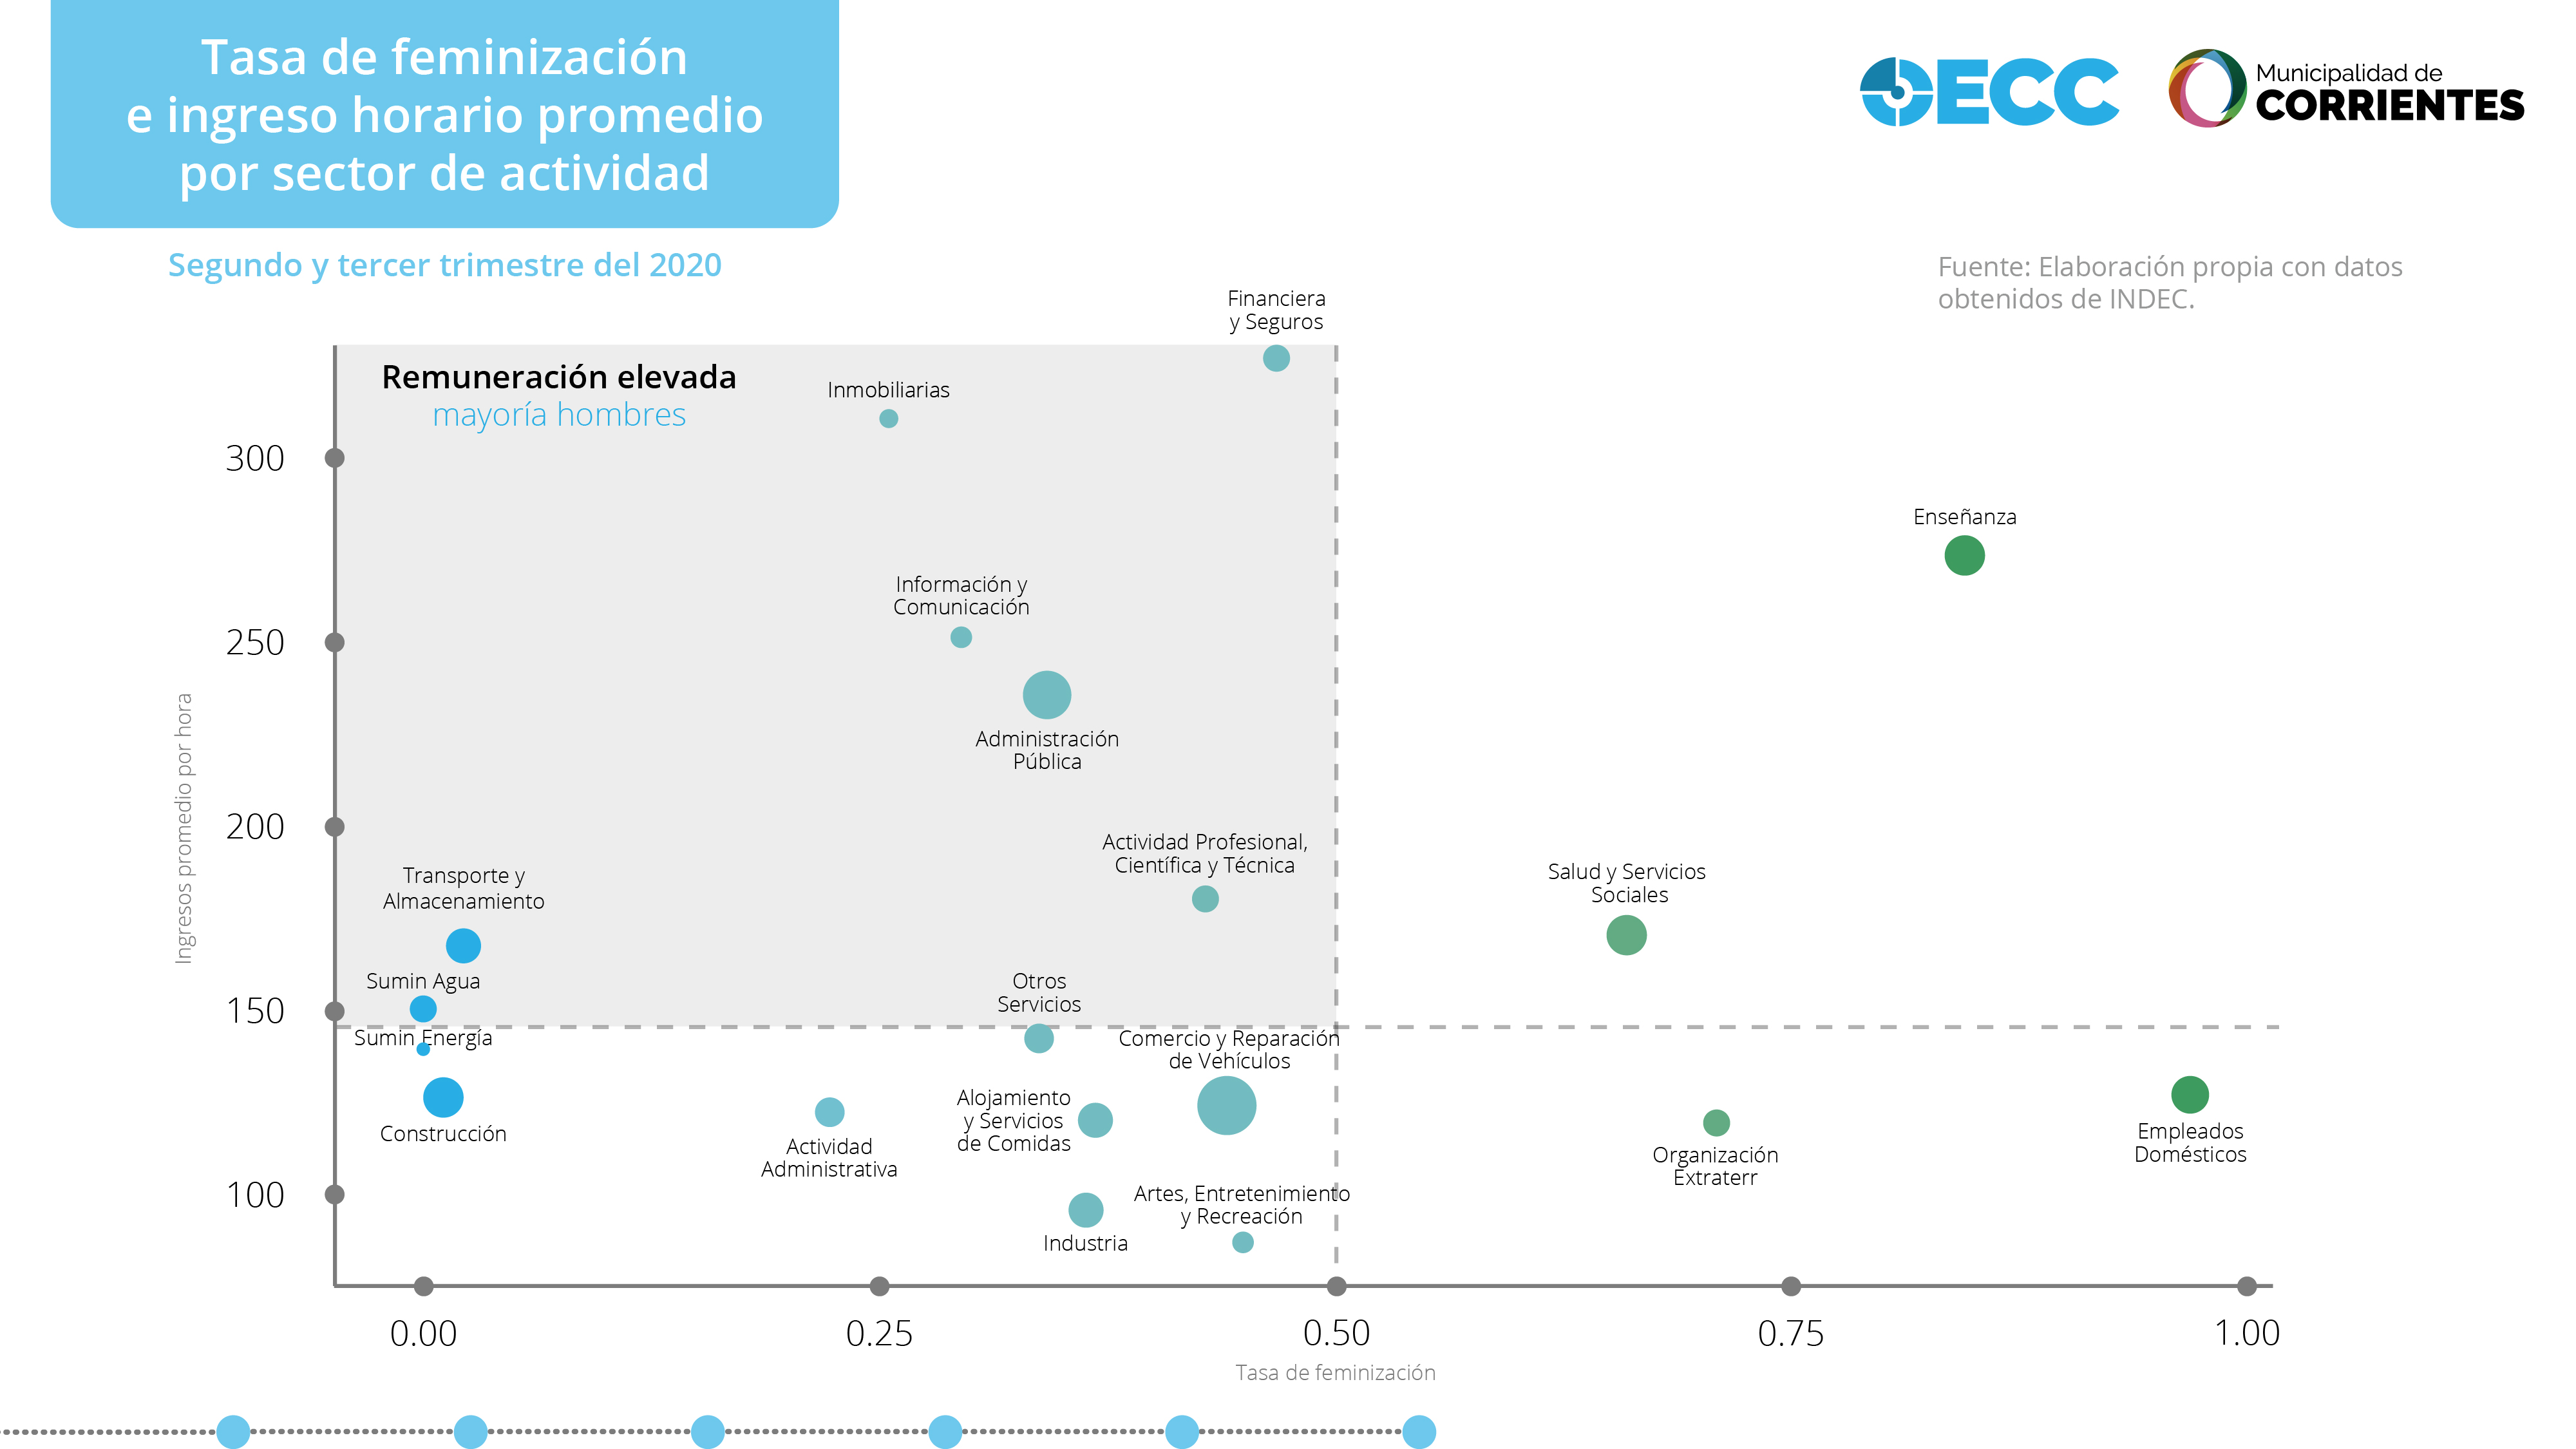 Tasa de feminización
e ingreso horario promedio
por sector de actividad
OECC
Municipalidad de
CORRIENTES
Segundo y tercer trimestre del 2020
Fuente: Elaboración propia con datos
obtenidos de INDEC.
Remuneración elevada
mayoría hombres
Financiera
y Seguros
Inmobiliarias
300
Enseñanza
Información y
Comunicación
250
Administración
Pública
Ingresos promedio por hora
200
Actividad Profesional,
Científica y Técnica
Salud y Servicios
Sociales
Transporte y
Almacenamiento
Sumin Agua
Otros
Servicios
150
Sumin Energía
Comercio y Reparación
de Vehículos
Construcción
Alojamiento
y Servicios
de Comidas
Actividad
Administrativa
Organización
Extraterr
Empleados
Domésticos
100
Artes, Entretenimiento
y Recreación
Industria
0.00
0.25
0.50
0.75
1.00
Tasa de feminización